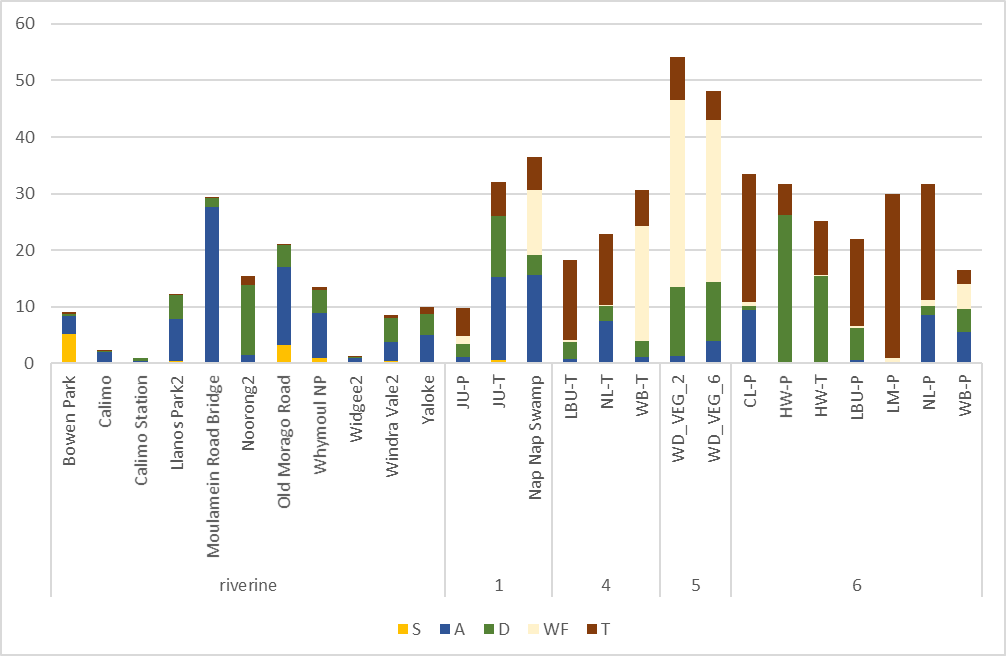 60
50
40
30
20
10
0
Bowen Park
Calimo
Calimo Station
Llanos Park2
Moulamein Road Bridge
Noorong2
Old Morago Road
Whymoul NP
Widgee2
Windra Vale2
Yaloke
JU-P
JU-T
Nap Nap Swamp
LBU-T
NL-T
WB-T
WD_VEG_2
WD_VEG_6
CL-P
HW-P
HW-T
LBU-P
LM-P
NL-P
WB-P
riverine 1 4 5 6
S A D WF T